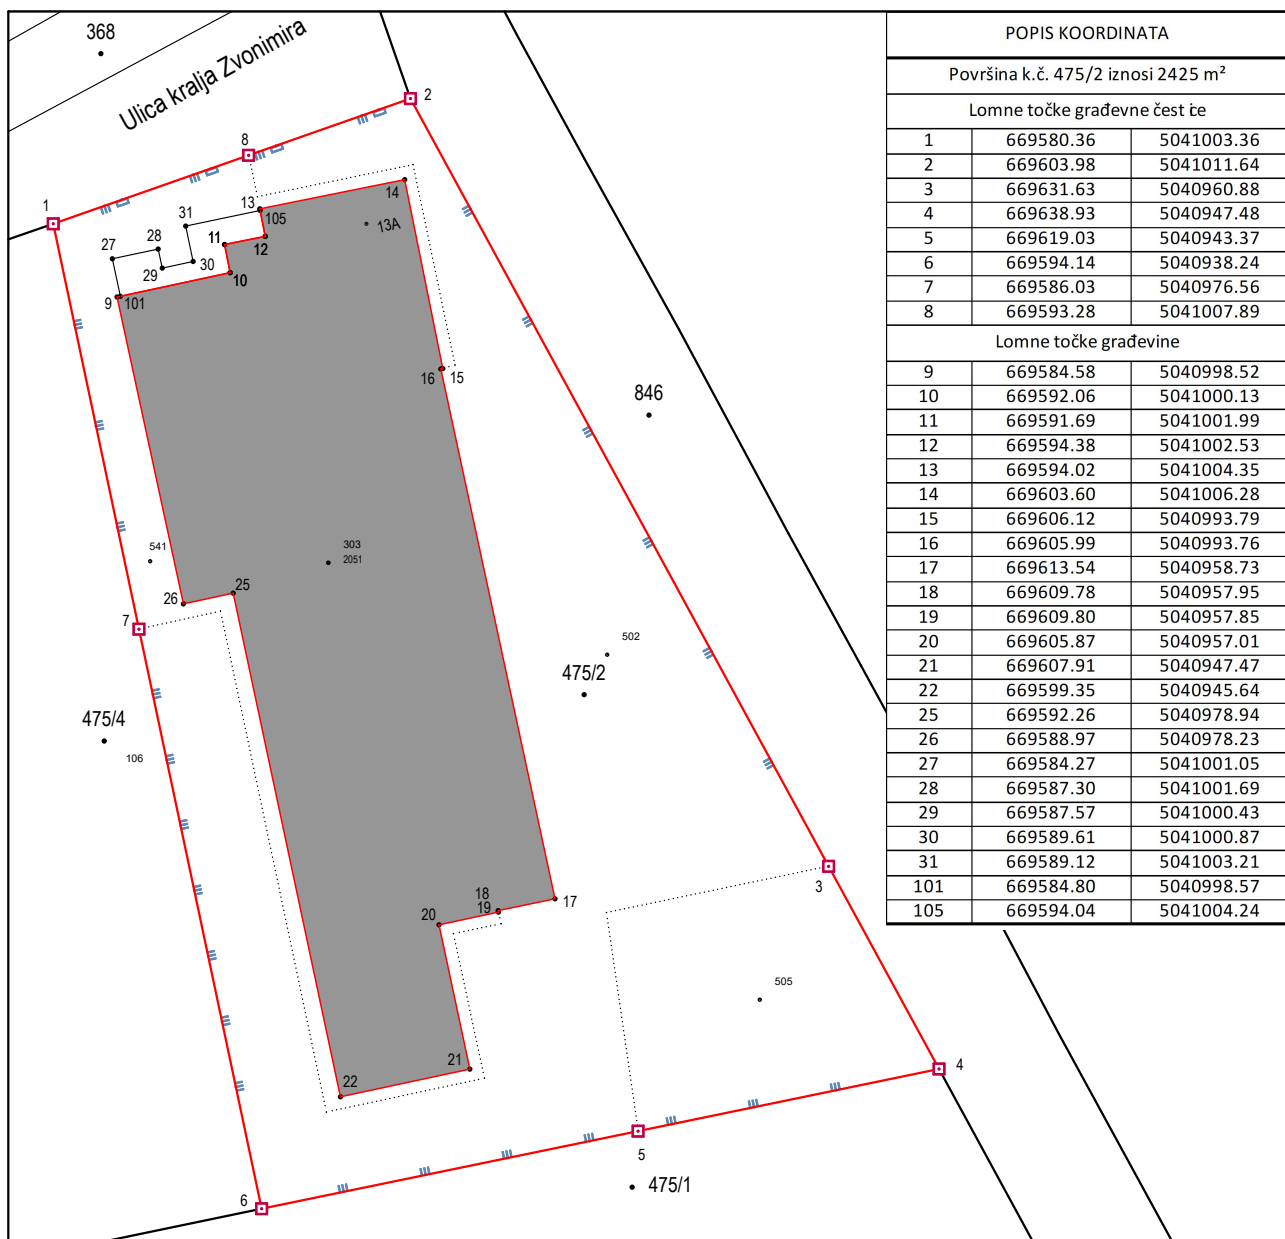 368
Ulica kralja Zvonimira
2
8
1
14
13
105
13A
31
11
12
28
27
30
29
10
9
101
16
15
846
541
303
2051
25
26
7
502
475/2
475/4
106
3
18
19
17
20
505
21
22
4
5
475/1
6
POPIS KOORDINATA
Površina k.č. 475/2 iznosi 2425 m²
Lomne točke građevne čestice
1 669580.36 5041003.36
2 669603.98 5041011.64
3 669631.63 5040960.88
4 669638.93 5040947.48
5 669619.03 5040943.37
6 669594.14 5040938.24
7 669586.03 5040976.56
8 669593.28 5041007.89
Lomne točke građevine
9 669584.58 5040998.52
10 669592.06 5041000.13
11 669591.69 5041001.99
12 669594.38 5041002.53
13 669594.02 5041004.35
14 669603.60 5041006.28
15 669606.12 5040993.79
16 669605.99 5040993.76
17 669613.54 5040958.73
18 669609.78 5040957.95
19 669609.80 5040957.85
20 669605.87 5040957.01
21 669607.91 5040947.47
22 669599.35 5040945.64
25 669592.26 5040978.94
26 669588.97 5040978.23
27 669584.27 5041001.05
28 669587.30 5041001.69
29 669587.57 5041000.43
30 669589.61 5041000.87
31 669589.12 5041003.21
101 669584.80 5040998.57
105 669594.04 5041004.24